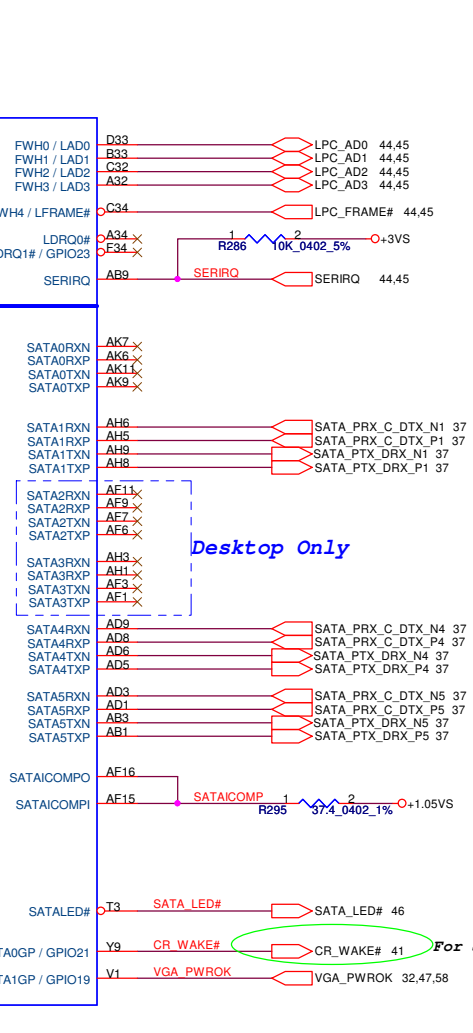 FWH0 / LAD0 D33 LPC_AD0 44,45
FWH1 / LAD1 B33 LPC_AD1 44,45
FWH2 / LAD2 C32 LPC_AD2 44,45
FWH3 / LAD3 A32 LPC_AD3 44,45
WH4 / LFRAME# C34 LPC_FRAME# 44,45
LDRQ0# A34 1 2 +3VS
DRQ1# / GPIO23 E34 R286 10K_0402_5%
SERIRQ AB9 SERIRQ SERIRQ 44,45
SATA0RXN AK7
SATA0RXP AK6
SATA0TXN AK11
SATA0TXP AK9
SATA1RXN AH6 SATA_PRX_C_DTX_N1 37
SATA1RXP AH5 SATA_PRX_C_DTX_P1 37
SATA1TXN AH9 SATA_PTX_DRX_N1 37
SATA1TXP AH8 SATA_PTX_DRX_P1 37
SATA2RXN AF11
SATA2RXP AF9
SATA2TXN AF7
SATA2TXP AF6
Desktop Only
SATA3RXN AH3
SATA3RXP AH1
SATA3TXN AF3
SATA3TXP AF1
SATA4RXN AD9 SATA_PRX_C_DTX_N4 37
SATA4RXP AD8 SATA_PRX_C_DTX_P4 37
SATA4TXN AD6 SATA_PTX_DRX_N4 37
SATA4TXP AD5 SATA_PTX_DRX_P4 37
SATA5RXN AD3 SATA_PRX_C_DTX_N5 37
SATA5RXP AD1 SATA_PRX_C_DTX_P5 37
SATA5TXN AB3 SATA_PTX_DRX_N5 37
SATA5TXP AB1 SATA_PTX_DRX_P5 37
SATAICOMPO AF16
SATAICOMPI AF15 SATAICOMP 1 2 +1.05VS
R295 37.4_0402_1%
SATALED# T3 SATA_LED# SATA_LED# 46
TA0GP / GPIO21 Y9 CR_WAKE# CR_WAKE# 41 For
TA1GP / GPIO19 V1 VGA_PWROK VGA_PWROK 32,47,58